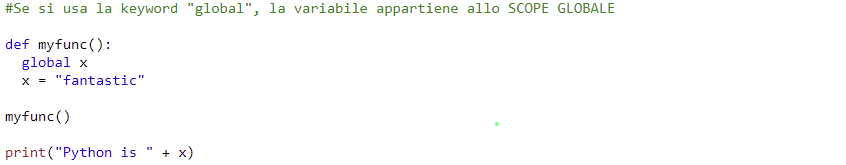 #Se si usa la keyword "global", la variabile appartiene allo SCOPE GLOBALE
def myfunc():
  global x
  x = "fantastic"
myfunc()
print("Python is " + x)